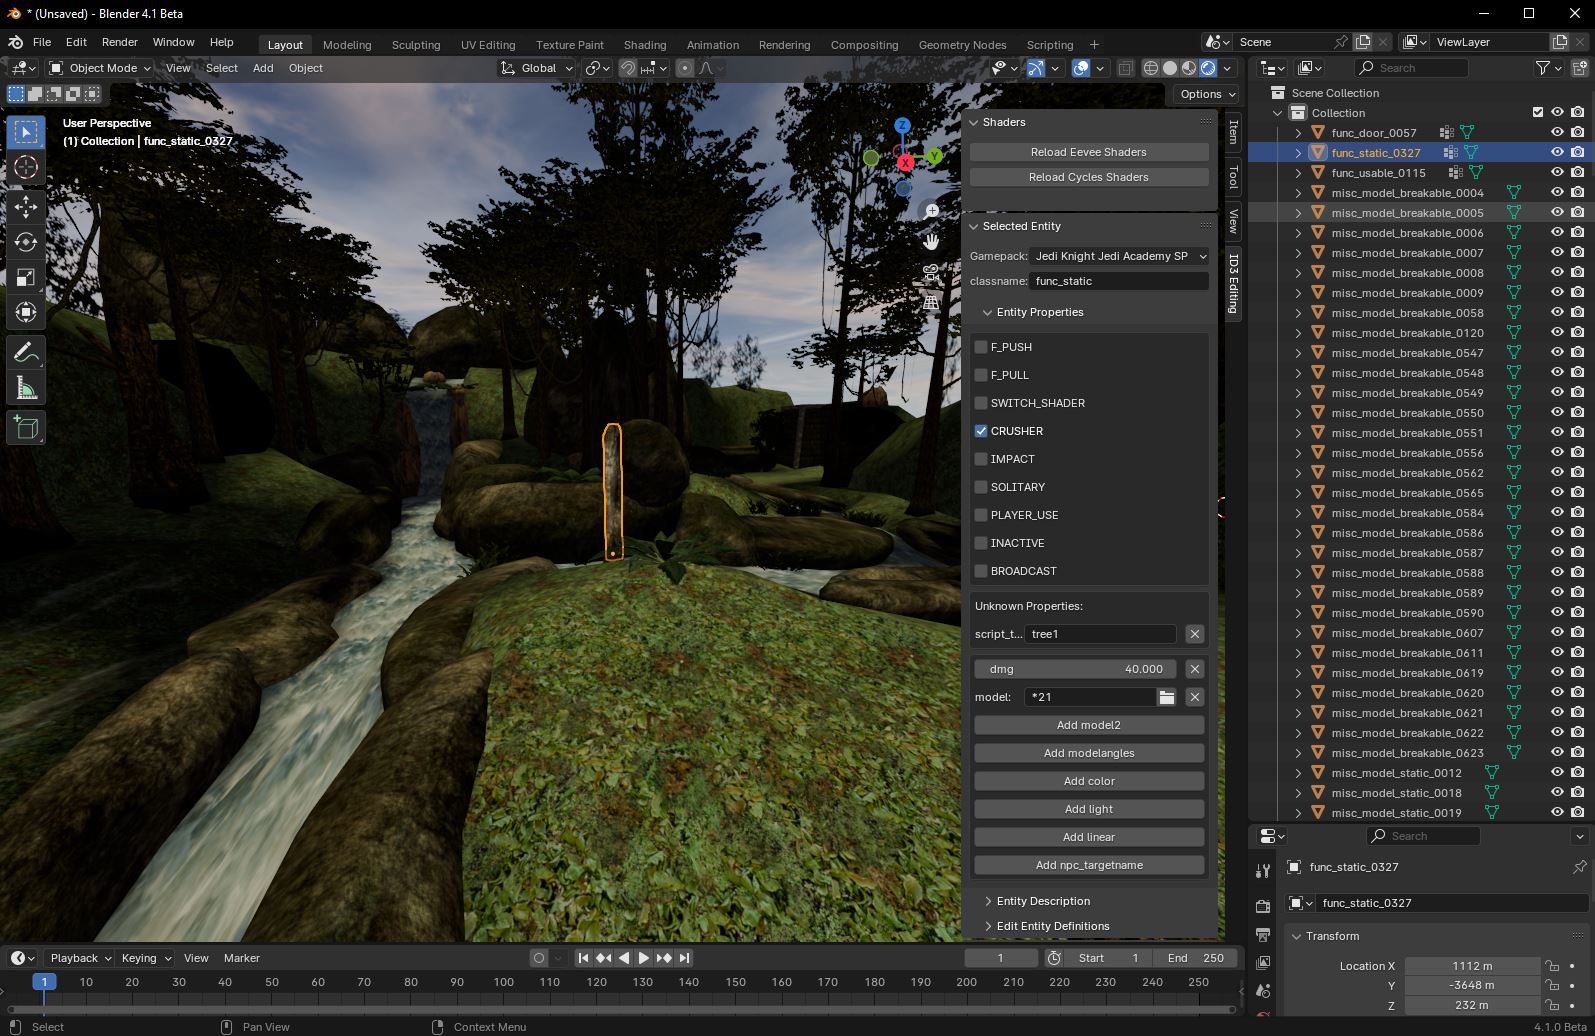 * (Unsaved) - Blender 4.1 Beta
File Edit Render Window Help
Layout Modeling Sculpting UV Editing Texture Paint Shading Animation Rendering Compositing Geometry Nodes Scripting +
Scene
ViewLayer
Object Mode View Select Add Object
Global
Search
Options
User Perspective
(1) Collection | func_static_0327
Z
Y
X
Item
Tool
View
ID3 Editing
Shaders
Reload Eevee Shaders
Reload Cycles Shaders
Selected Entity
Gamepack: Jedi Knight Jedi Academy SP
classname: func_static
Entity Properties
F_PUSH
F_PULL
SWITCH_SHADER
CRUSHER
IMPACT
SOLITARY
PLAYER_USE
INACTIVE
BROADCAST
Unknown Properties:
script_t... tree1
dmg 40.000
model: *21
Add model2
Add modelangles
Add color
Add light
Add linear
Add npc_targetname
Entity Description
Edit Entity Definitions
Scene Collection
Collection
func_door_0057
func_static_0327
func_usable_0115
misc_model_breakable_0004
misc_model_breakable_0005
misc_model_breakable_0006
misc_model_breakable_0007
misc_model_breakable_0008
misc_model_breakable_0009
misc_model_breakable_0058
misc_model_breakable_0120
misc_model_breakable_0547
misc_model_breakable_0548
misc_model_breakable_0549
misc_model_breakable_0550
misc_model_breakable_0551
misc_model_breakable_0556
misc_model_breakable_0562
misc_model_breakable_0565
misc_model_breakable_0584
misc_model_breakable_0586
misc_model_breakable_0587
misc_model_breakable_0588
misc_model_breakable_0589
misc_model_breakable_0590
misc_model_breakable_0607
misc_model_breakable_0611
misc_model_breakable_0619
misc_model_breakable_0620
misc_model_breakable_0621
misc_model_breakable_0622
misc_model_breakable_0623
misc_model_static_0012
misc_model_static_0018
misc_model_static_0019
Search
func_static_0327
func_static_0327
Transform
Location X 1112 m
Y -3648 m
Z 232 m
Playback Keying View Marker
1
Start 1
End 250
1 10 20 30 40 50 60 70 80 90 100 110 120 130 140 150 160 170 180 190 200 210 220 230 240 250
Select
Pan View
Context Menu
4.1.0 Beta